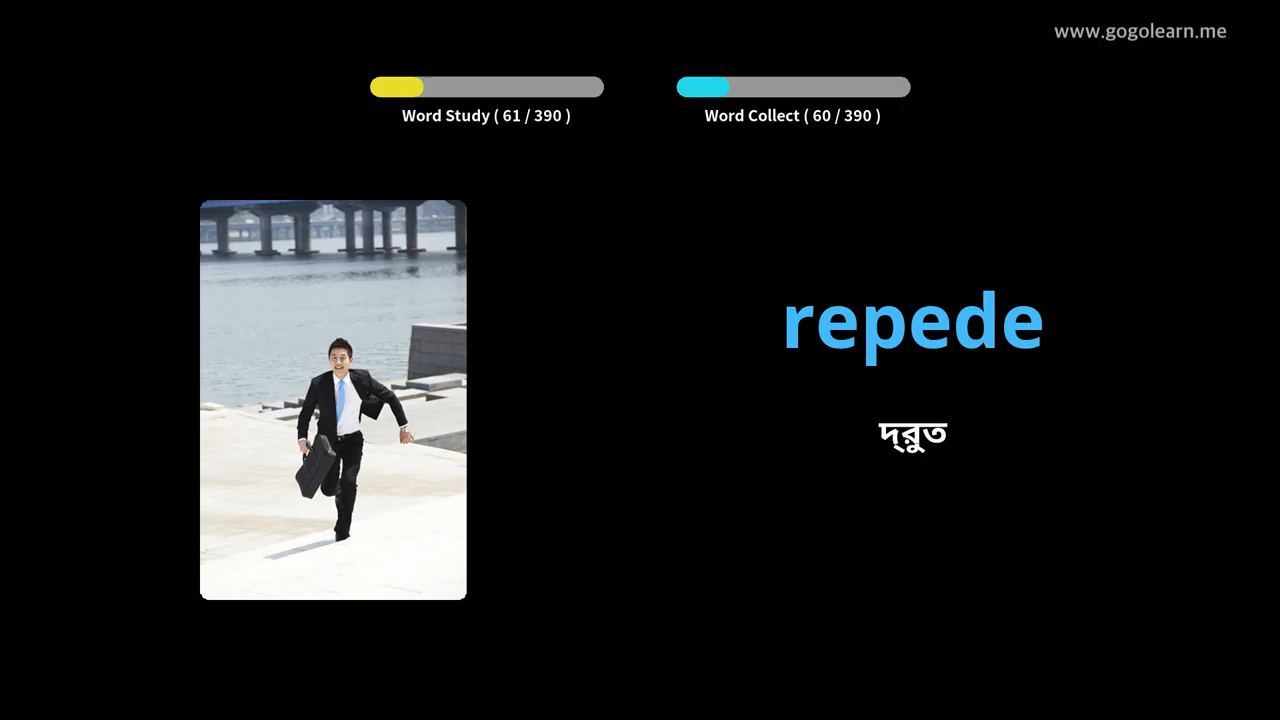 www.gogolearn.me
Word Study ( 61 / 390 )
Word Collect ( 60 / 390 )
repede
দ্রুত